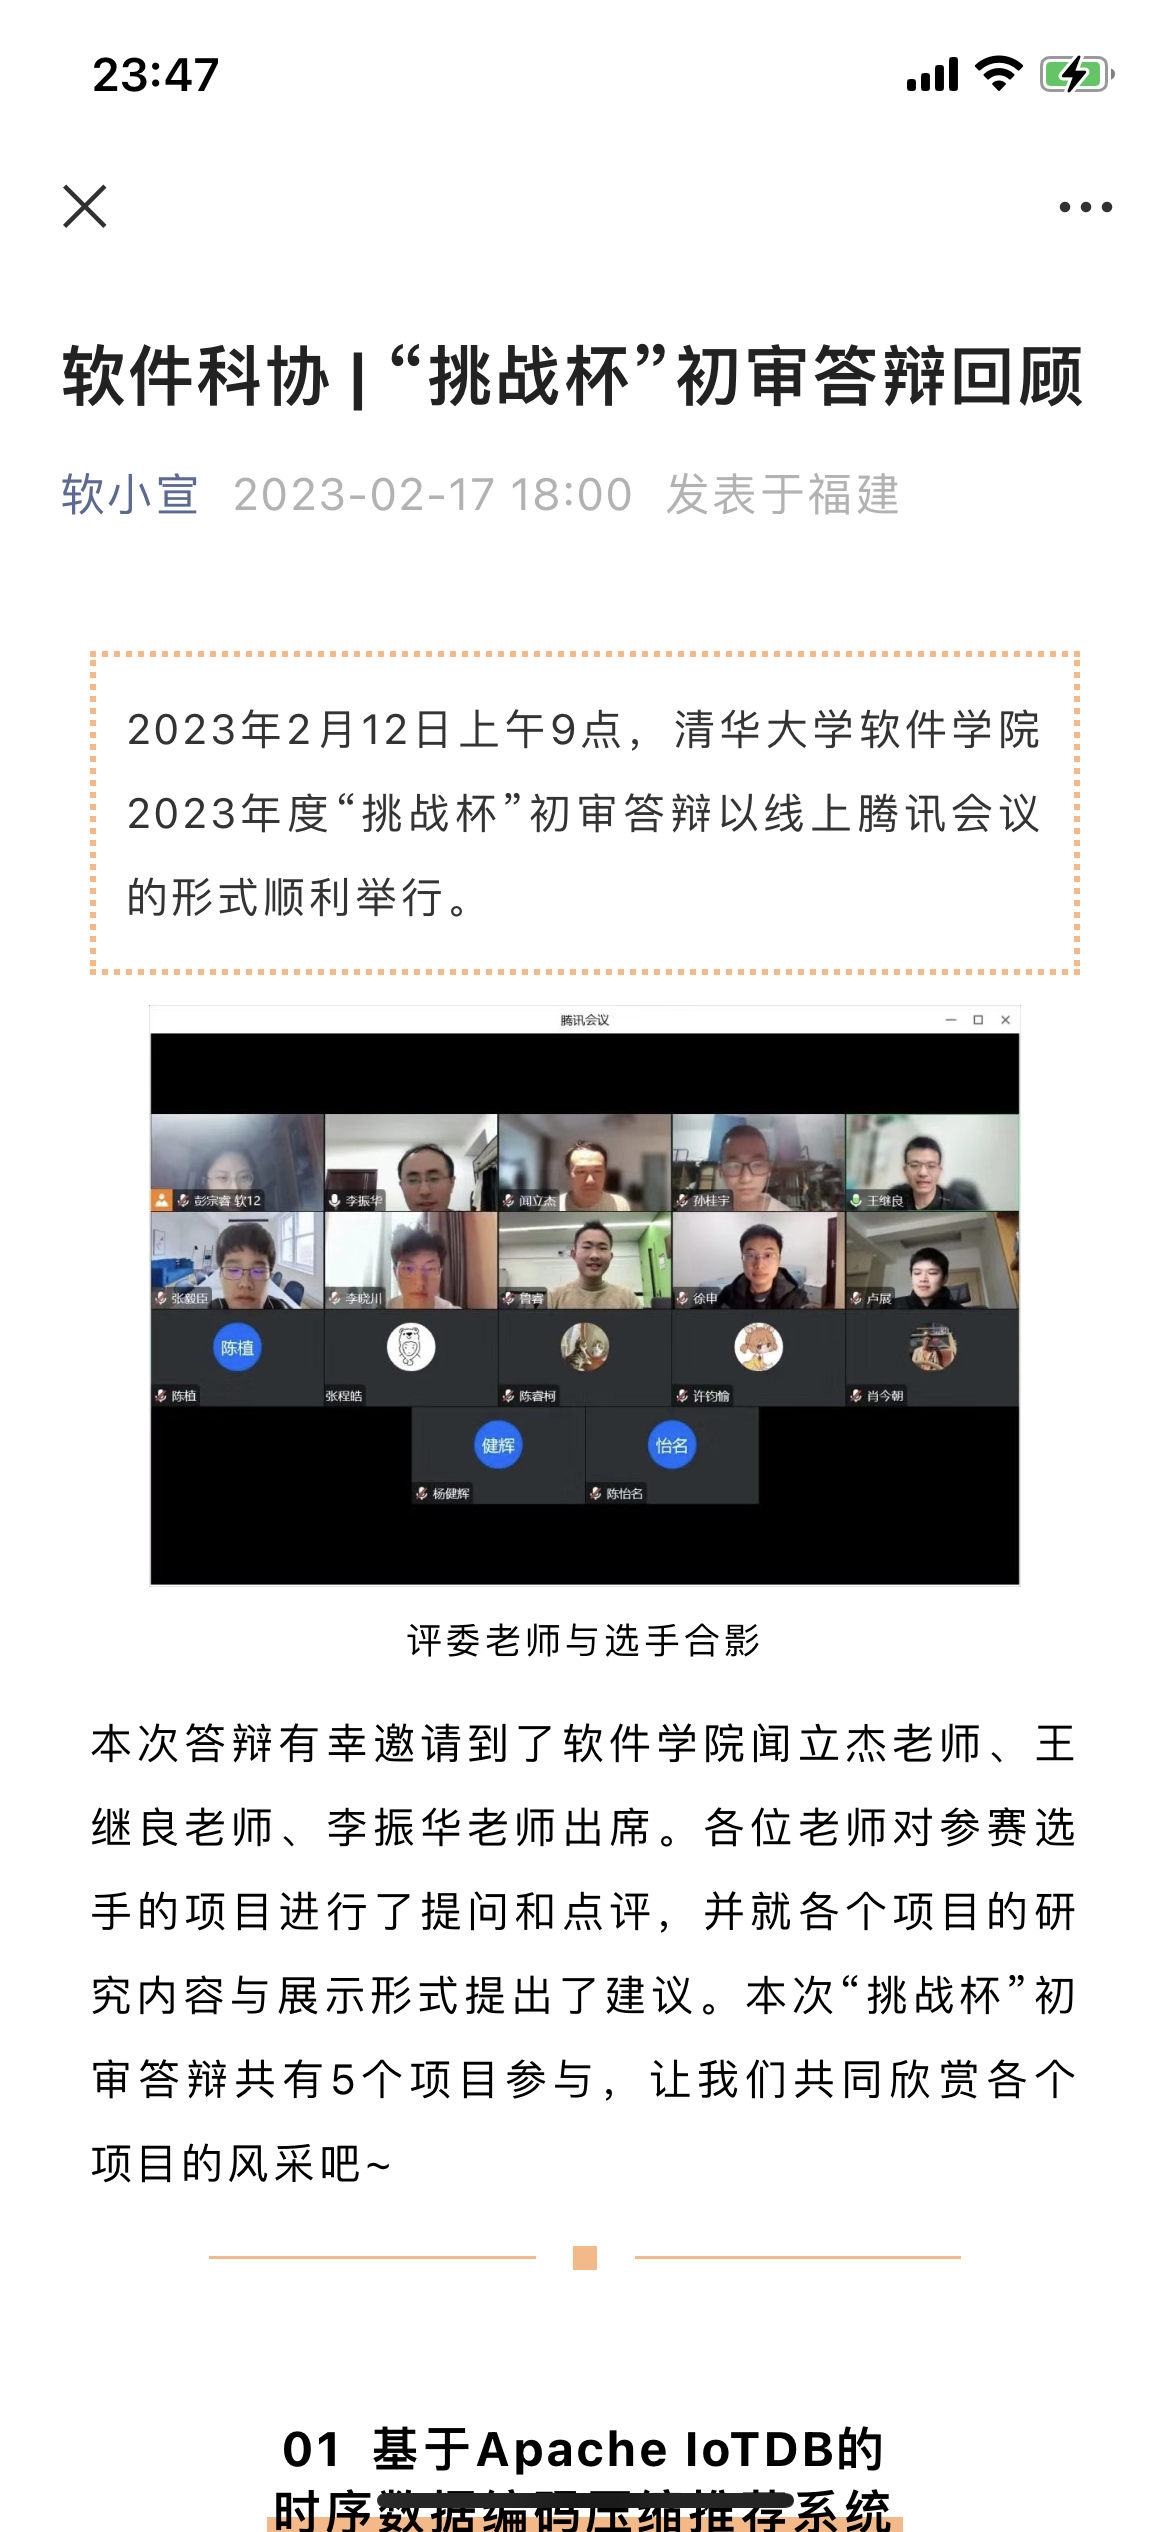 23:47
软件科协 | “挑战杯”初审答辩回顾
软小宣 2023-02-17 18:00 发表于福建
2023年2月12日上午9点，清华大学软件学院
2023年度“挑战杯”初审答辩以线上腾讯会议
的形式顺利举行。
腾讯会议
彭宗睿 软12
李振华
闻立杰
孙桂宇
王继良
张毅臣
李晓川
鲁睿
徐申
卢展
陈植
陈植
张程皓
陈睿柯
许钧愉
肖今朝
健辉
怡名
杨健辉
陈怡名
评委老师与选手合影
本次答辩有幸邀请到了软件学院闻立杰老师、王
继良老师、李振华老师出席。各位老师对参赛选
手的项目进行了提问和点评，并就各个项目的研
究内容与展示形式提出了建议。本次“挑战杯”初
审答辩共有5个项目参与，让我们共同欣赏各个
项目的风采吧~
01 基于Apache IoTDB的
时序数据编码压缩推荐系统